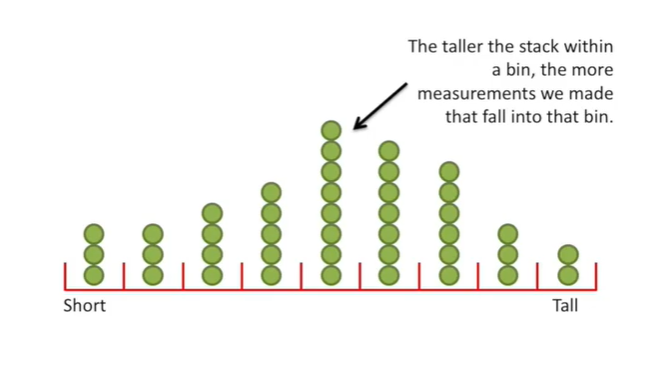 The taller the stack within
a bin, the more
measurements we made
that fall into that bin.
Short
Tall